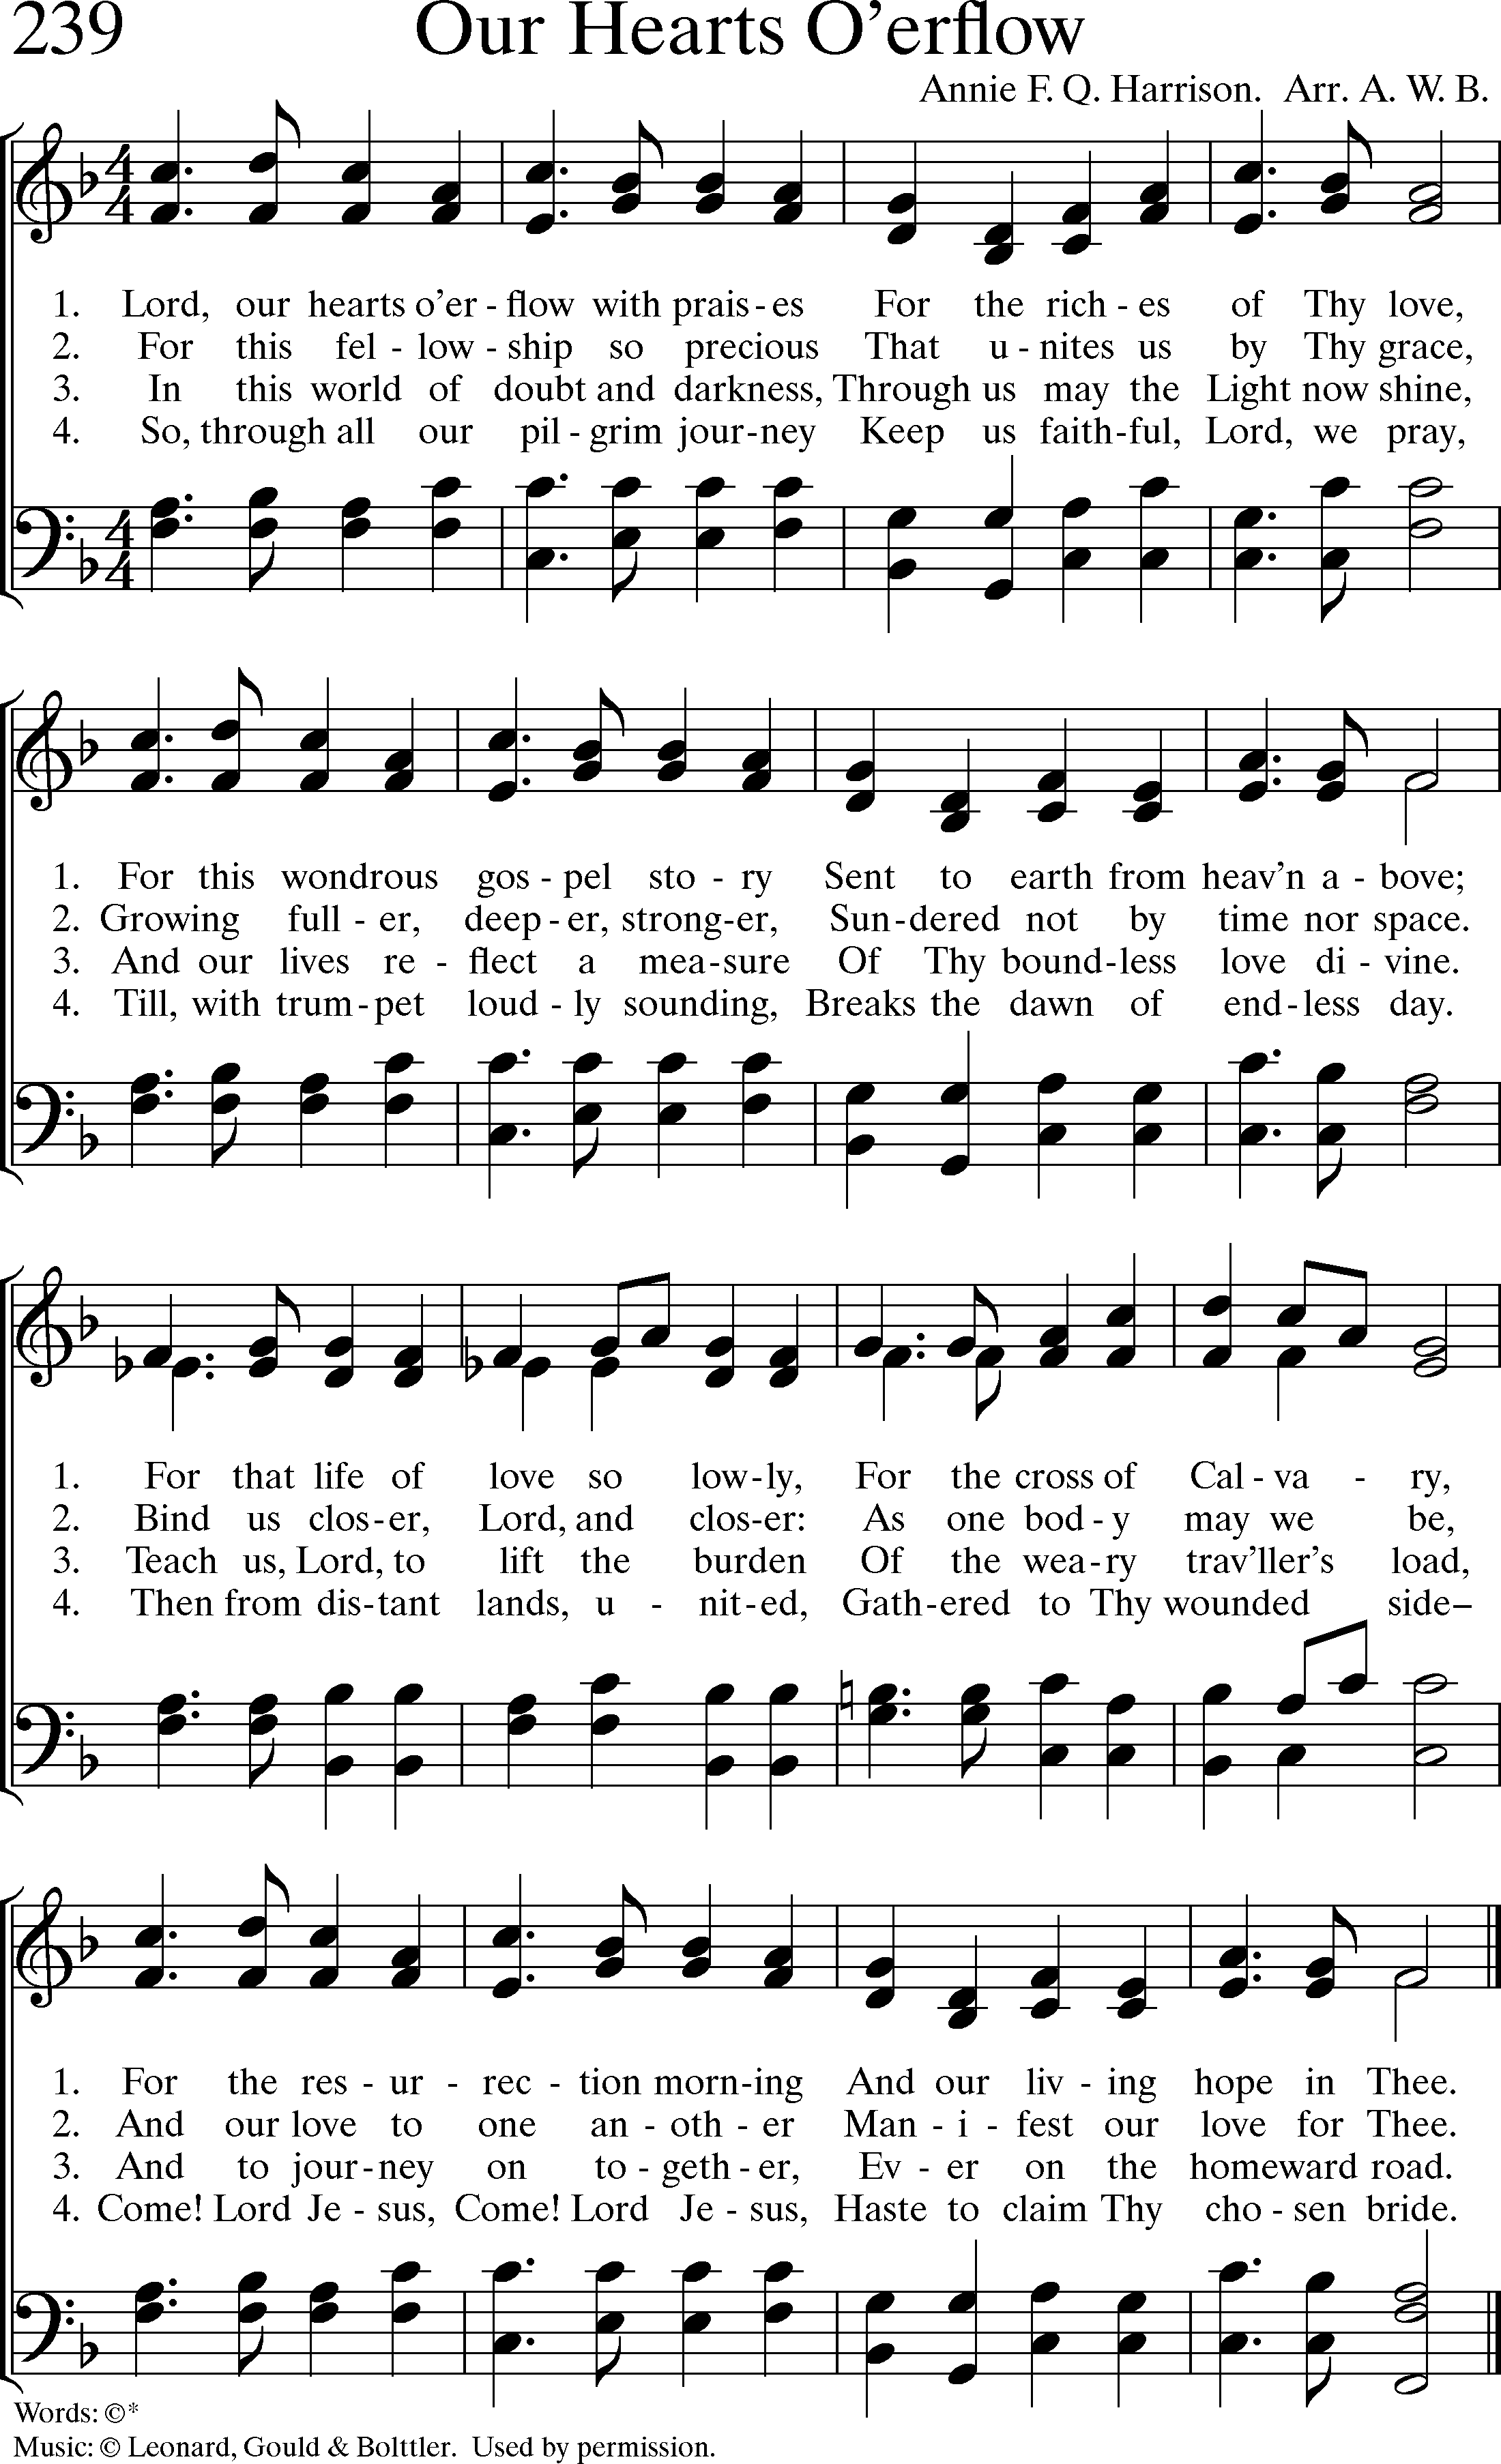 239 Our Hearts O’erflow
Annie F. Q. Harrison. Arr. A. W. B.
1. Lord, our hearts o’er - flow with prais - es For the rich - es of Thy love,
2. For this fel - low - ship so precious That u - nites us by Thy grace,
3. In this world of doubt and darkness, Through us may the Light now shine,
4. So, through all our pil - grim jour - ney Keep us faith - ful, Lord, we pray,
1. For this wondrous gos - pel sto - ry Sent to earth from heav’n a - bove;
2. Growing full - er, deep - er, strong-er, Sun - dered not by time nor space.
3. And our lives re - flect a mea - sure Of Thy bound - less love di - vine.
4. Till, with trum - pet loud - ly sounding, Breaks the dawn of end - less day.
1. For that life of love so low - ly, For the cross of Cal - va - ry,
2. Bind us clos - er, Lord, and clos-er: As one bod - y may we be,
3. Teach us, Lord, to lift the burden Of the wea - ry trav’ller’s load,
4. Then from dis - tant lands, u - nit - ed, Gath - ered to Thy wounded side–
1. For the res - ur - rec - tion morn-ing And our liv - ing hope in Thee.
2. And our love to one an - oth - er Man - i - fest our love for Thee.
3. And to jour - ney on to - geth - er, Ev - er on the homeward road.
4. Come! Lord Je - sus, Come! Lord Je - sus, Haste to claim Thy cho - sen bride.
Words: ©*
Music: © Leonard, Gould & Bolttler. Used by permission.